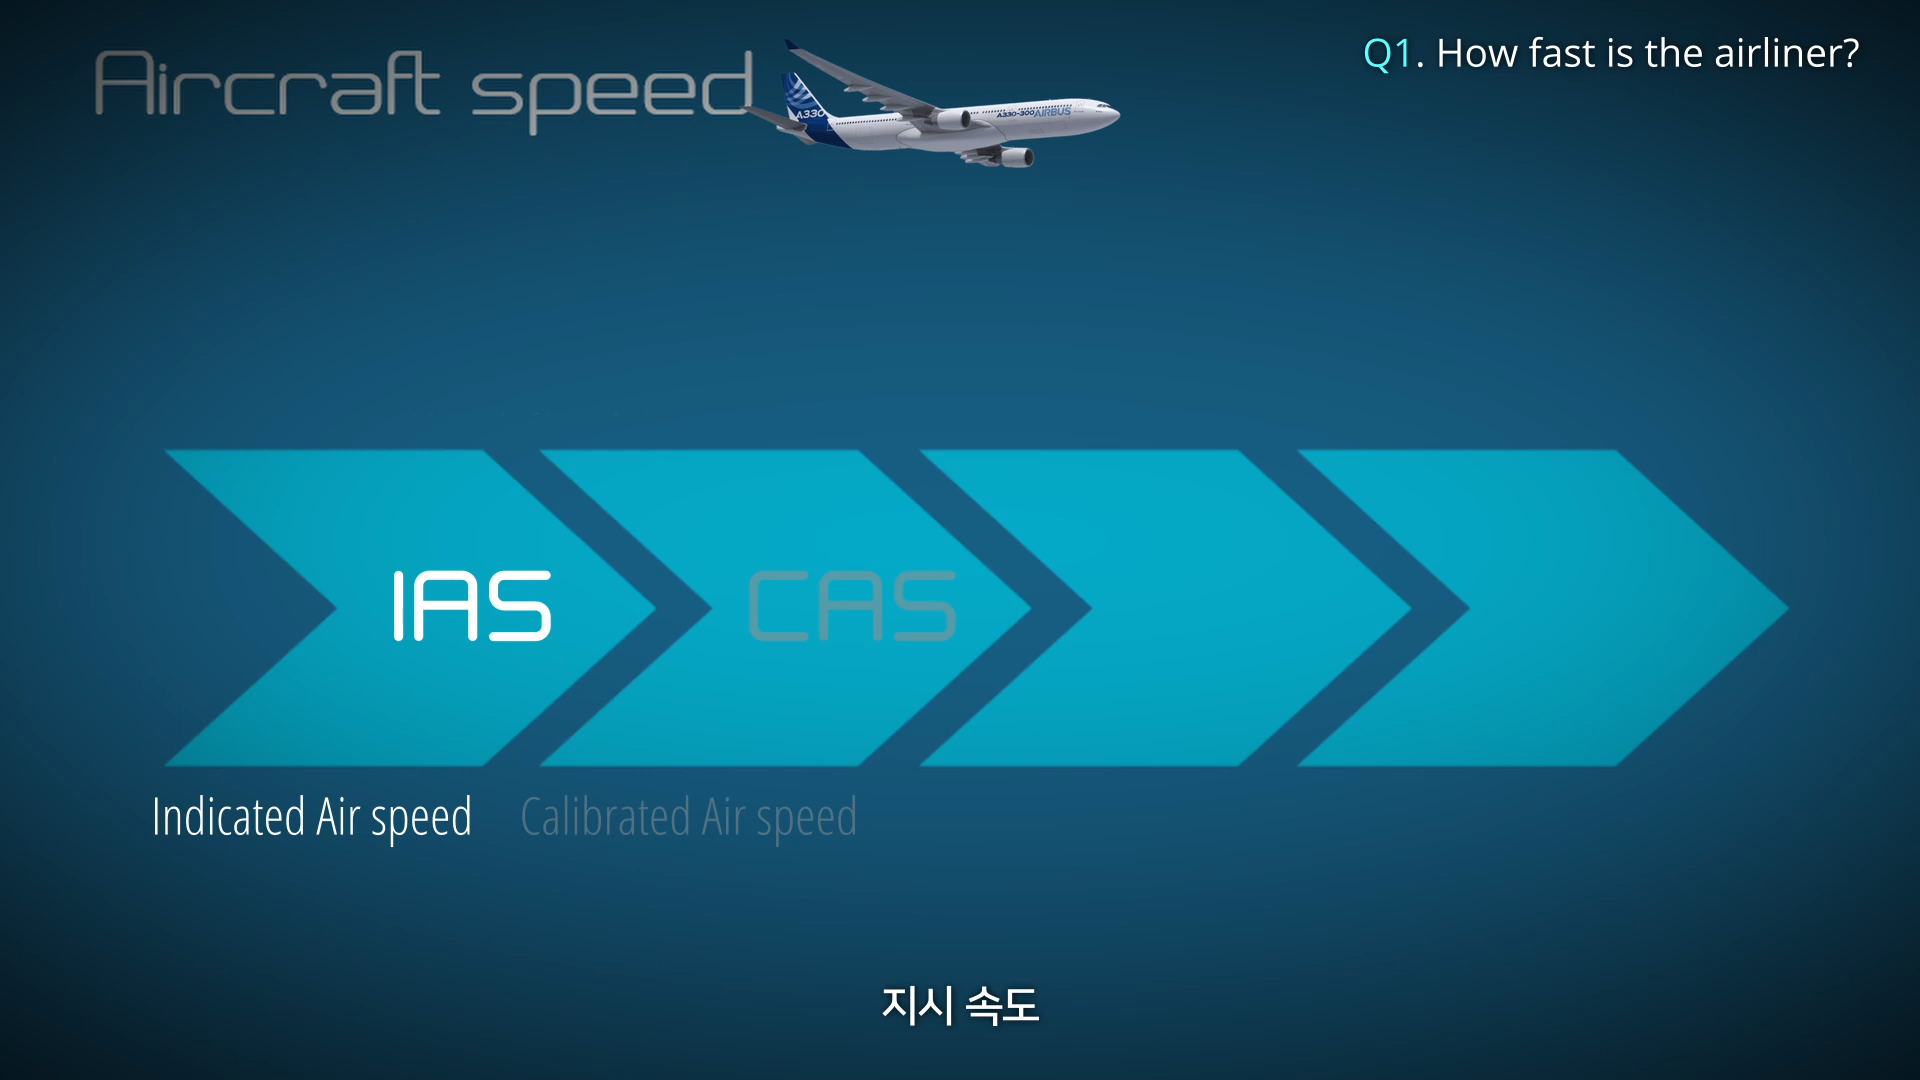 Aircraft speed
Q1. How fast is the airliner?
A330
A330-300 AIRBUS
IAS
CAS
Indicated Air speed
Calibrated Air speed
지시 속도